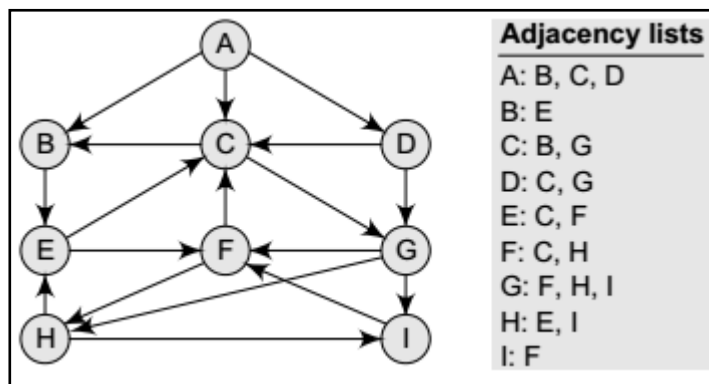 A
B
C
D
E
F
G
H
I
Adjacency lists
A: B, C, D
B: E
C: B, G
D: C, G
E: C, F
F: C, H
G: F, H, I
H: E, I
I: F